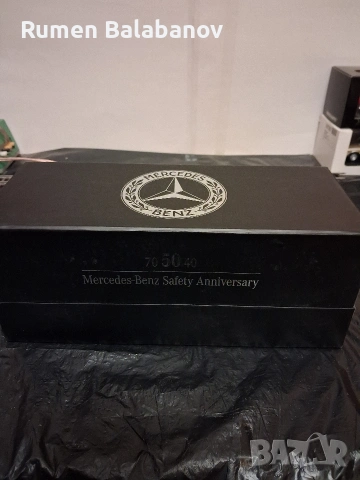 Rumen Balabanov
MERCEDES
BENZ
70 50 40
Mercedes-Benz Safety Anniversary
BAZAR